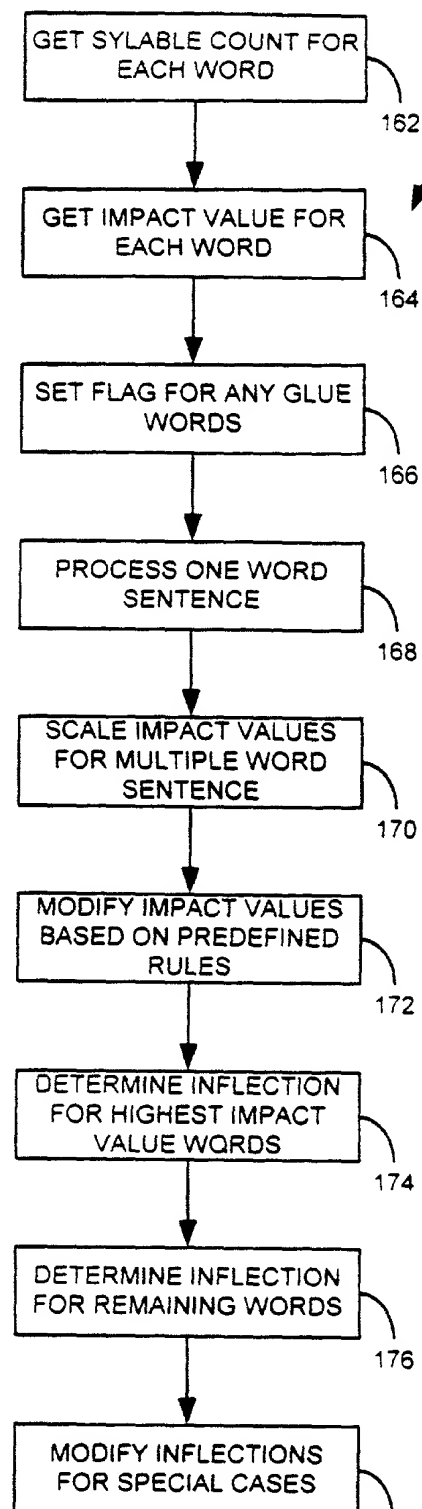 GET SYLABLE COUNT FOR
EACH WORD
162
GET IMPACT VALUE FOR
EACH WORD
164
SET FLAG FOR ANY GLUE
WORDS
166
PROCESS ONE WORD
SENTENCE
168
SCALE IMPACT VALUES
FOR MULTIPLE WORD
SENTENCE
170
MODIFY IMPACT VALUES
BASED ON PREDEFINED
RULES
172
DETERMINE INFLECTION
FOR HIGHEST IMPACT
VALUE WORDS
174
DETERMINE INFLECTION
FOR REMAINING WORDS
176
MODIFY INFLECTIONS
FOR SPECIAL CASES